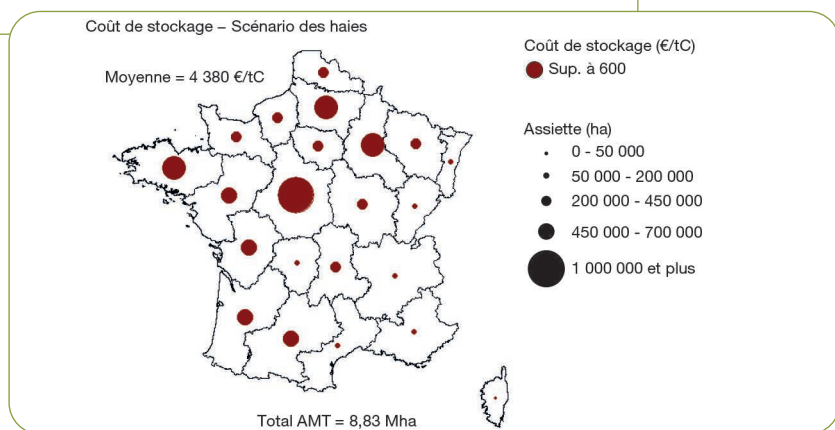 Coût de stockage – Scénario des haies
Moyenne = 4 380 €/tC
Coût de stockage (€/tC)
Sup. à 600
Assiette (ha)
0 - 50 000
50 000 - 200 000
200 000 - 450 000
450 000 - 700 000
1 000 000 et plus
Total AMT = 8,83 Mha